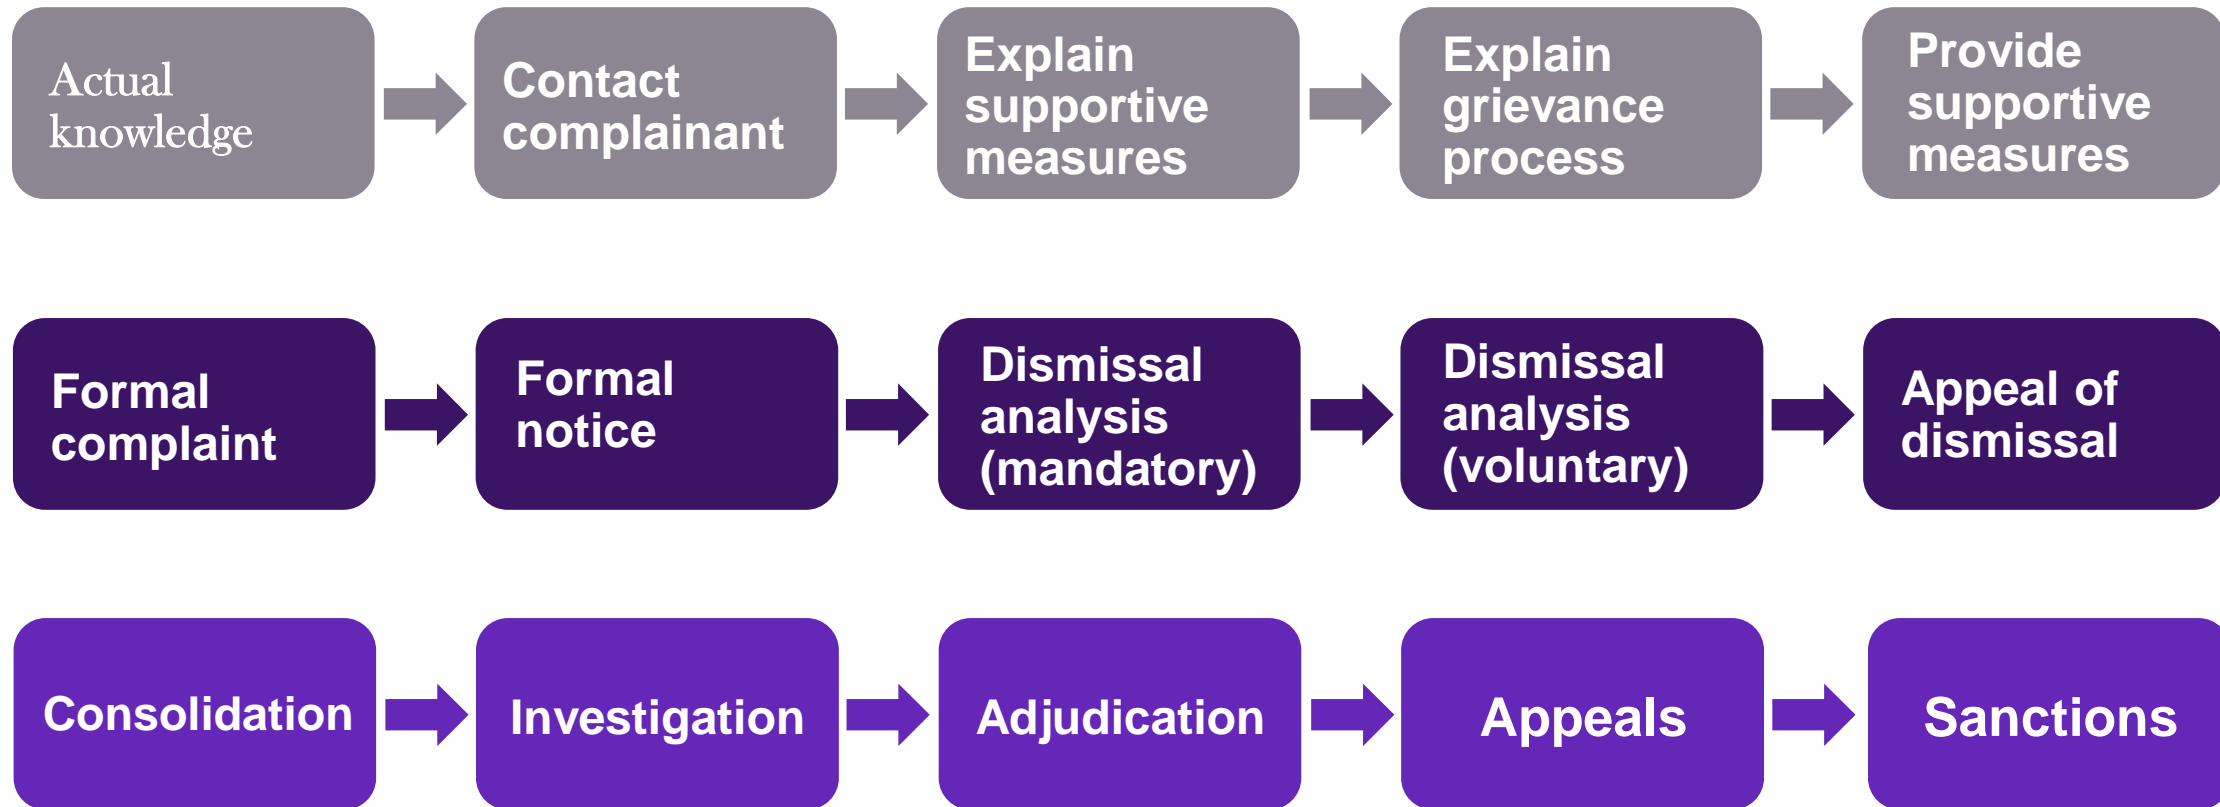 Actual
knowledge
Contact
complainant
Explain
supportive
measures
Explain
grievance
process
Provide
supportive
measures
Formal
complaint
Formal
notice
Dismissal
analysis
(mandatory)
Dismissal
analysis
(voluntary)
Appeal of
dismissal
Consolidation
Investigation
Adjudication
Appeals
Sanctions